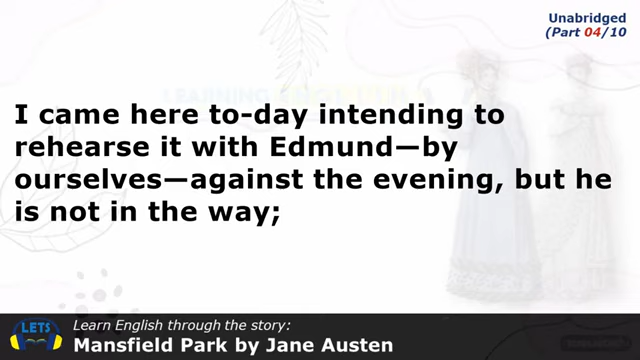 Unabridged
(Part 04/10
I came here to-day intending to
rehearse it with Edmund—by
ourselves—against the evening, but he
is not in the way;
LETS
Learn English through the story:
Mansfield Park by Jane Austen